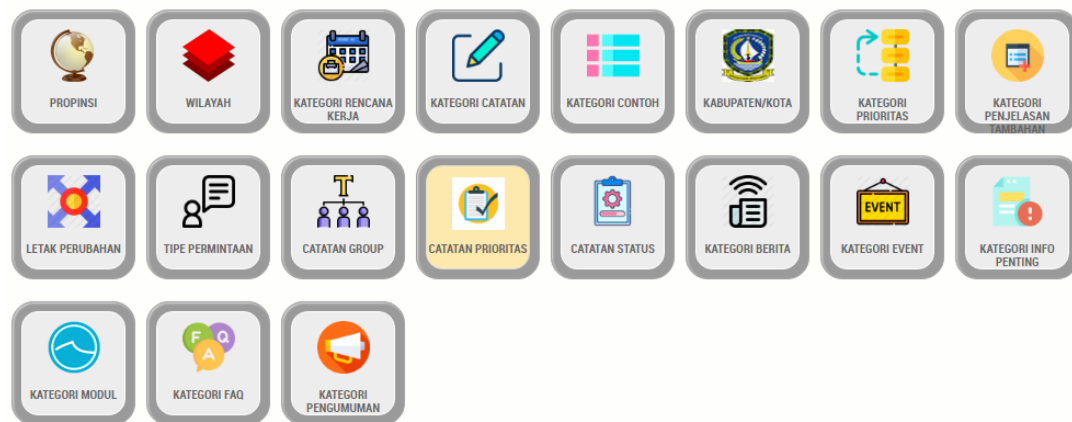 PROPINSI
WILAYAH
KATEGORI RENCANA
KERJA
KATEGORI CATATAN
KATEGORI CONTOH
KABUPATEN/KOTA
KATEGORI
PRIORITAS
KATEGORI
PENJELASAN
TAMBAHAN
LETAK PERUBAHAN
TIPE PERMINTAAN
T
CATATAN GROUP
CATATAN PRIORITAS
CATATAN STATUS
KATEGORI BERITA
EVENT
KATEGORI EVENT
KATEGORI INFO
PENTING
KATEGORI MODUL
F Q
A
KATEGORI FAQ
KATEGORI
PENGUMUMAN